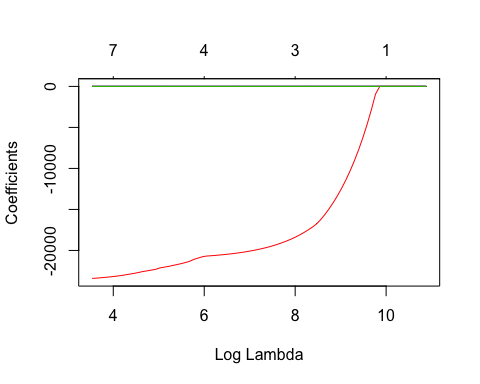 7 4 3 1
0
-10000
-20000
Coefficients
4 6 8 10
Log Lambda